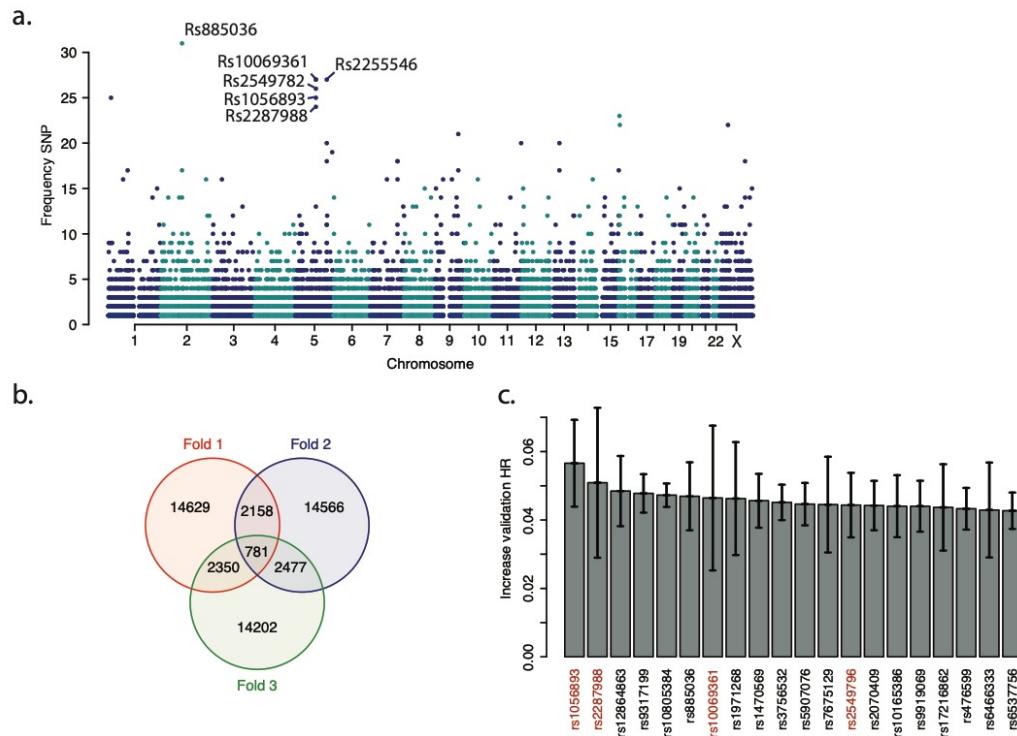 a.
Rs885036
Rs10069361
Rs2255546
Rs2549782
Rs1056893
Rs2287988
30
25
20
15
10
5
0
Frequency SNP
1 2 3 4 5 6 7 8 9 10 11 12 13 15 17 19 22 X
Chromosome
b.
Fold 1
Fold 2
14629
2158
14566
781
2350
2477
14202
Fold 3
c.
0.06
0.04
0.02
0.00
Increase validation HR
rs1056893
rs2287988
rs12864863
rs9317199
rs10805384
rs885036
rs10069361
rs1971268
rs1470569
rs3756532
rs5907076
rs7675129
rs2549796
rs2070409
rs10165386
rs9919069
rs17216862
rs476599
rs6466333
rs6537756